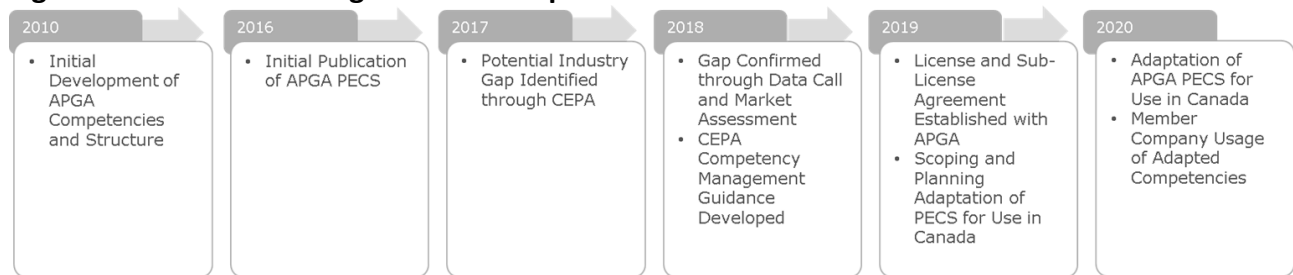 2010
• Initial
Development of
APGA
Competencies
and Structure
2016
• Initial Publication
of APGA PECS
2017
• Potential Industry
Gap Identified
through CEPA
2018
• Gap Confirmed
through Data Call
and Market
Assessment
• CEPA
Competency
Management
Guidance
Developed
2019
• License and Sub-
License
Agreement
Established with
APGA
• Scoping and
Planning
Adaptation of
PECS for Use in
Canada
2020
• Adaptation of
APGA PECS for
Use in Canada
• Member
Company Usage
of Adapted
Competencies